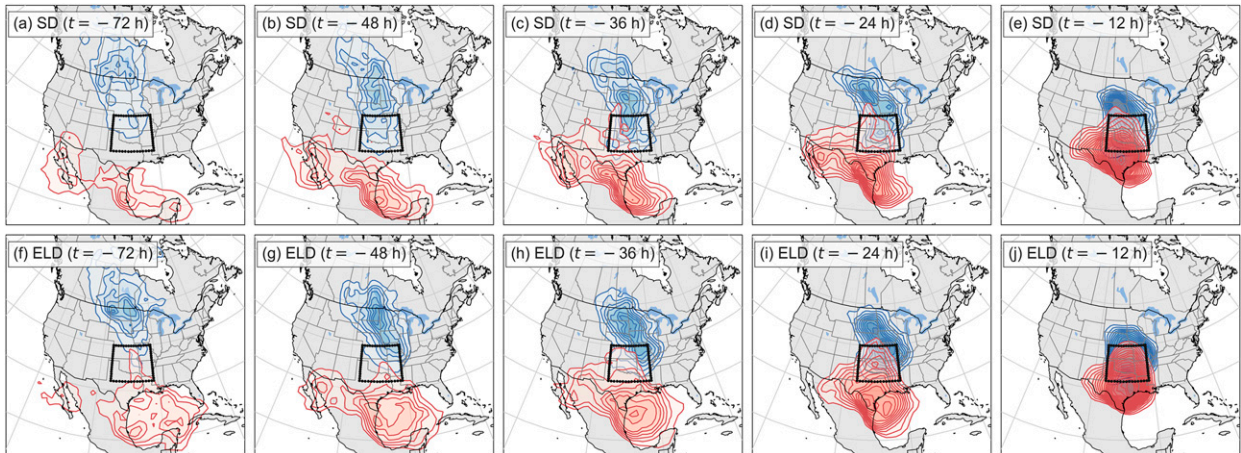 (a) SD (t = −72 h)
(b) SD (t = −48 h)
(c) SD (t = −36 h)
(d) SD (t = −24 h)
(e) SD (t = −12 h)
(f) ELD (t = −72 h)
(g) ELD (t = −48 h)
(h) ELD (t = −36 h)
(i) ELD (t = −24 h)
(j) ELD (t = −12 h)